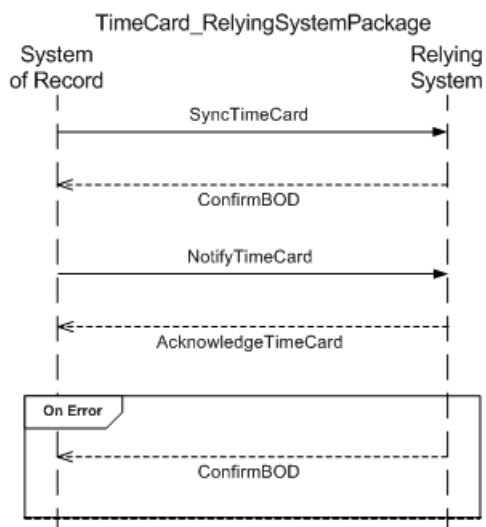 TimeCard_RelyingSystemPackage
System
of Record
Relying
System
SyncTimeCard
ConfirmBOD
NotifyTimeCard
AcknowledgeTimeCard
On Error
ConfirmBOD